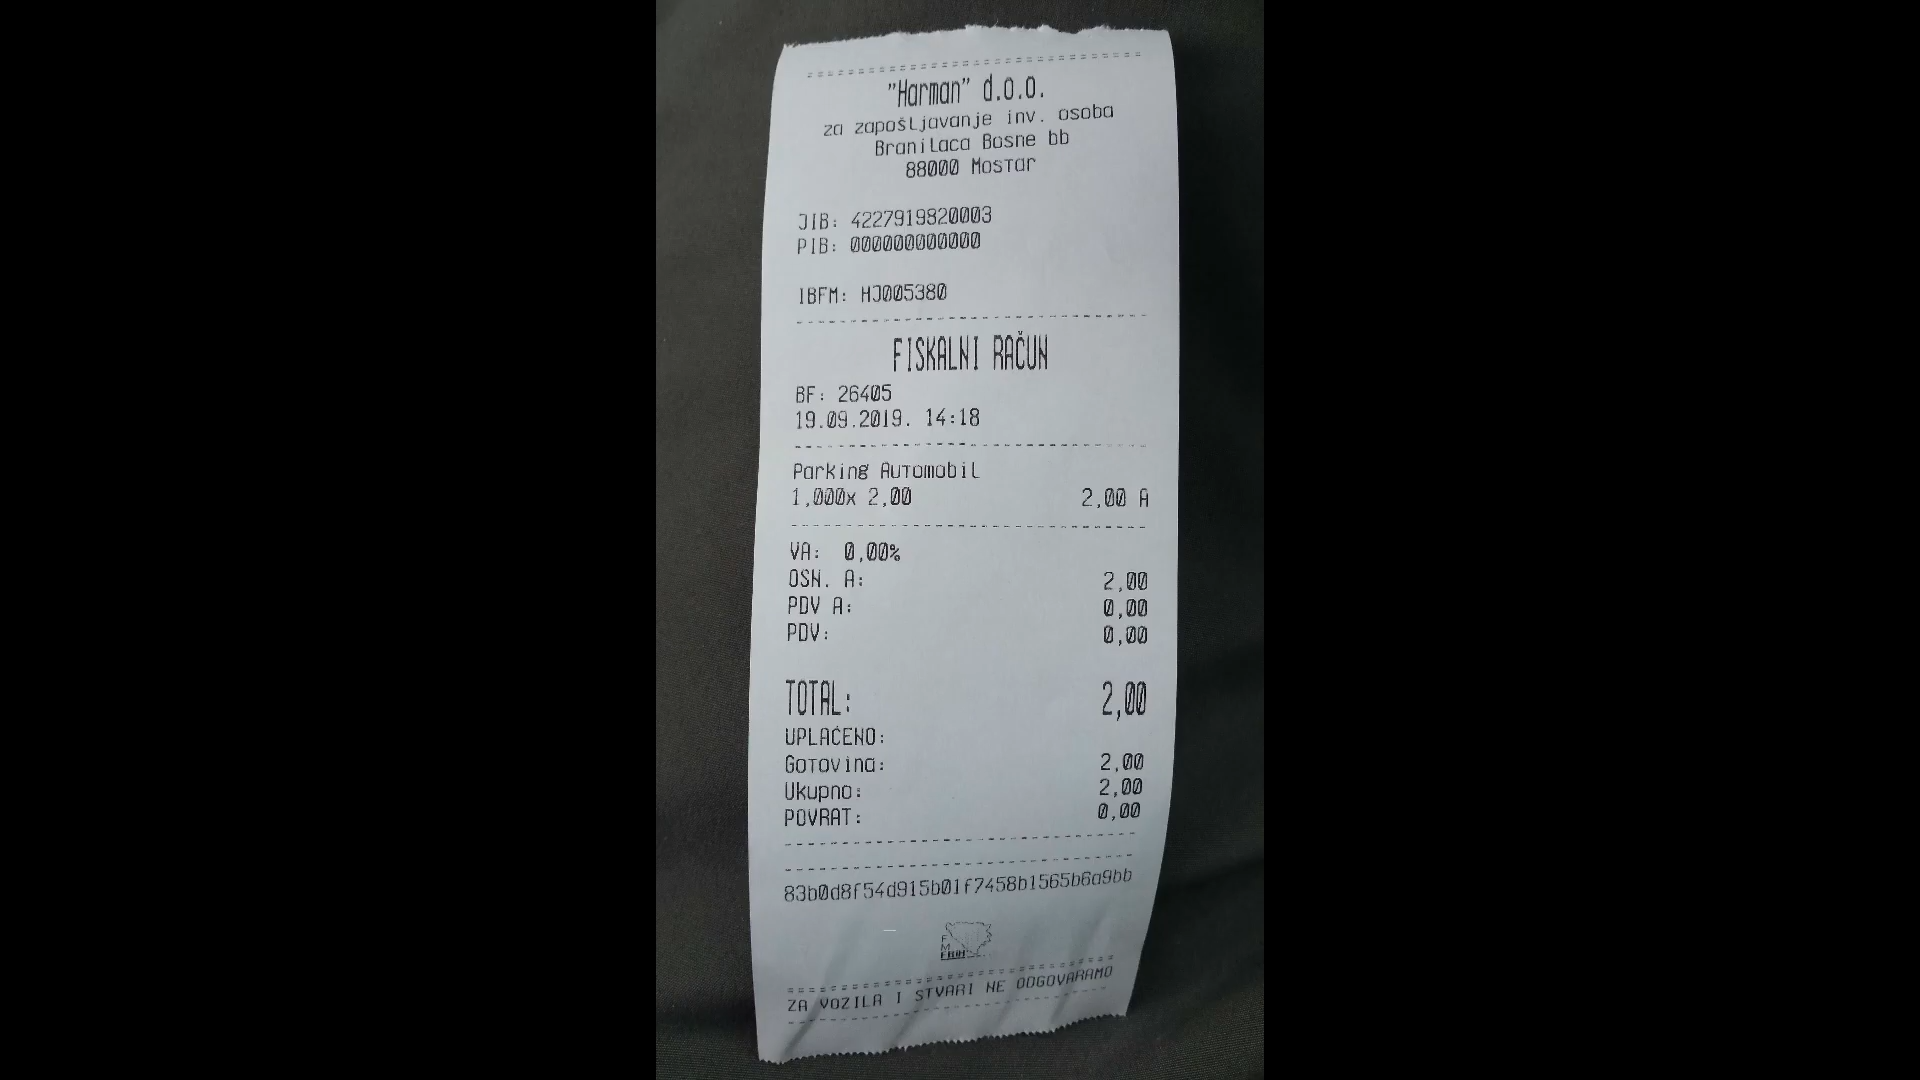 "Harman" d.o.o.
za zapošljavanje inv. osoba
Branilaca Bosne bb
88000 Mostar
JIB: 4227919820003
PIB: 000000000000
IBFM: HJ005380
FISKALNI RAČUN
BF: 26405
19.09.2019. 14:18
Parking Automobil
1,000x 2,00 2,00 A
VA: 0,00%
OSN. A: 2,00
PDV A: 0,00
PDV: 0,00
TOTAL: 2,00
UPLAĆENO:
Gotovina: 2,00
Ukupno: 2,00
POVRAT: 0,00
83b0d8f54d915b01f7458b1565b6a9bb
FM
FBIH
ZA VOZILA I STVARI NE ODGOVARAMO